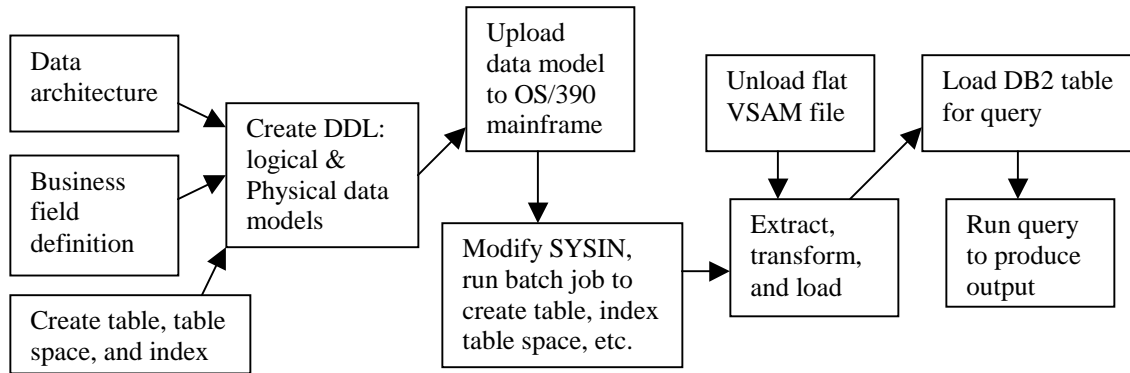 Data
architecture
Business
field
definition
Create table, table
space, and index
Create DDL:
logical &
Physical data
models
Upload
data model
to OS/390
mainframe
Modify SYSIN,
run batch job to
create table, index
table space, etc.
Unload flat
VSAM file
Extract,
transform,
and load
Load DB2 table
for query
Run query
to produce
output